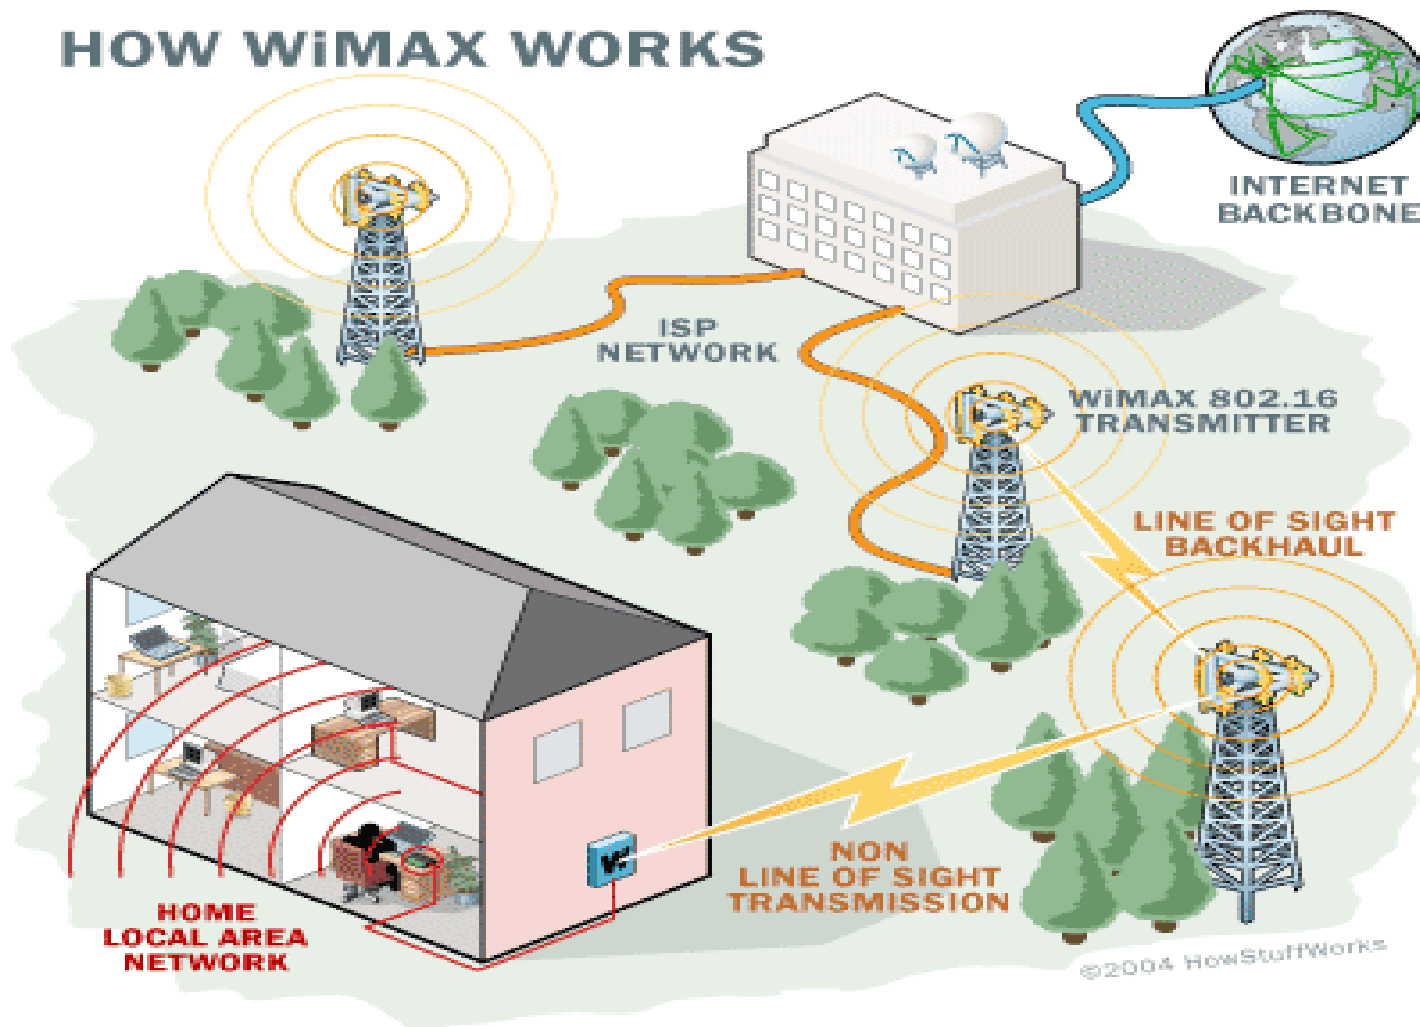 HOW WiMAX WORKS
INTERNET
BACKBONE
ISP
NETWORK
WiMAX 802.16
TRANSMITTER
LINE OF SIGHT
BACKHAUL
NON
LINE OF SIGHT
TRANSMISSION
HOME
LOCAL AREA
NETWORK
©2004 HowStuffWorks